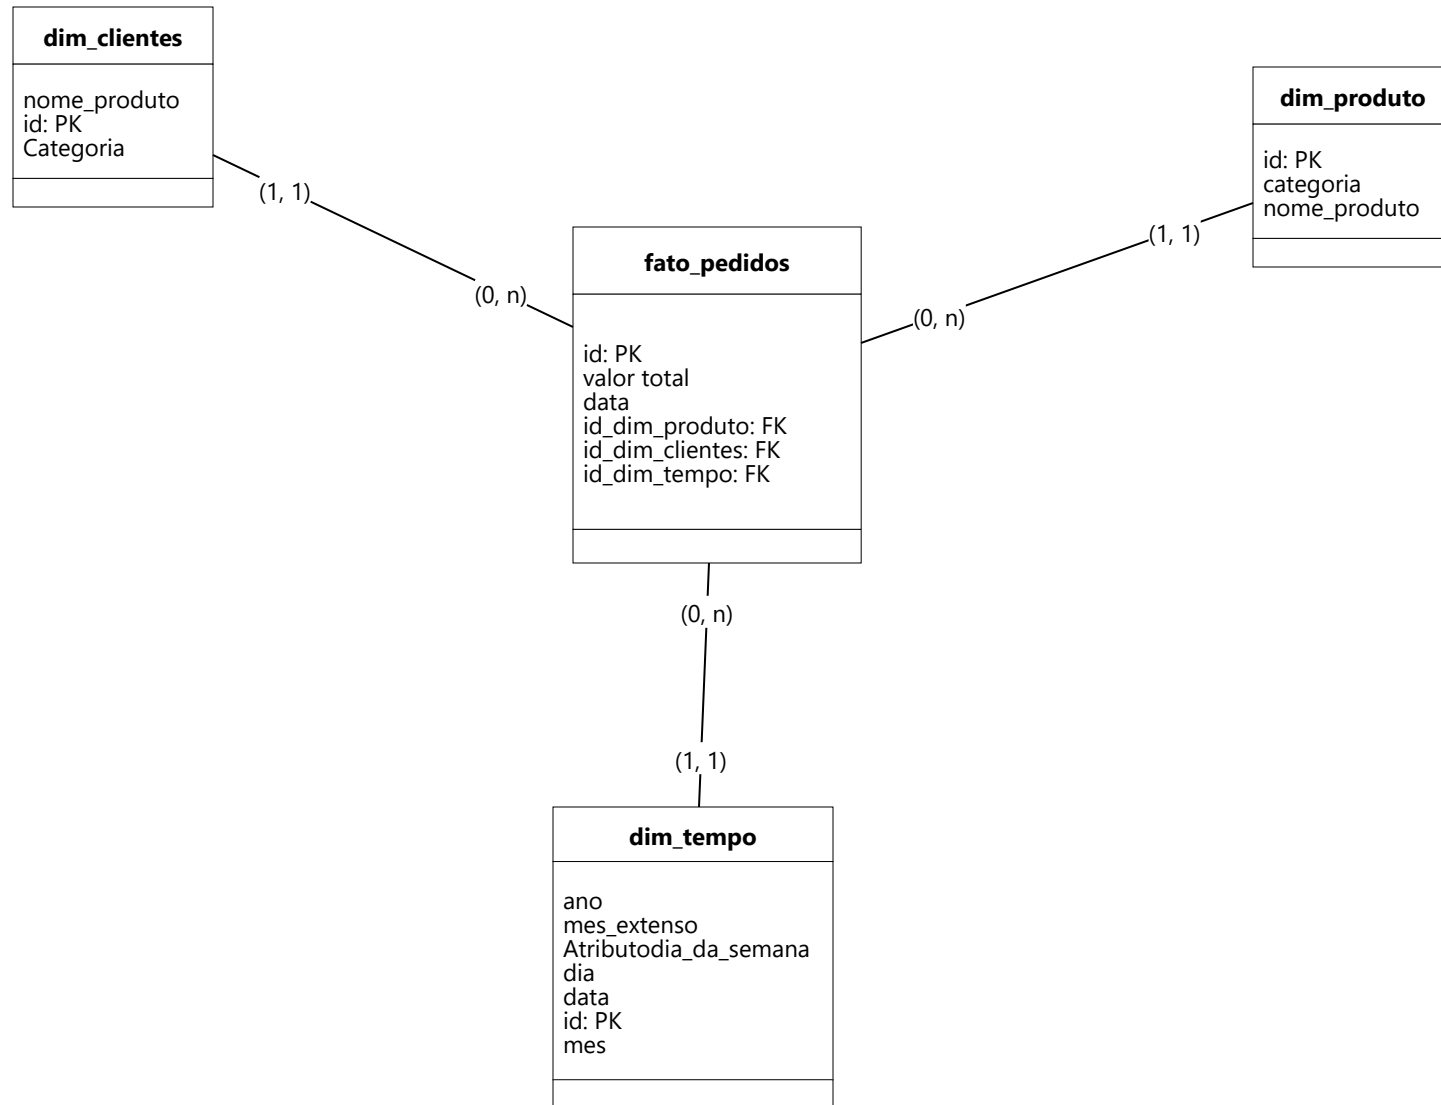 dim_clientes
nome_produto
id: PK
Categoria
(1, 1)
(0, n)
dim_produto
id: PK
categoria
nome_produto
(1, 1)
(0, n)
fato_pedidos
id: PK
valor total
data
id_dim_produto: FK
id_dim_clientes: FK
id_dim_tempo: FK
(0, n)
(1, 1)
dim_tempo
ano
mes_extenso
Atributodia_da_semana
dia
data
id: PK
mes